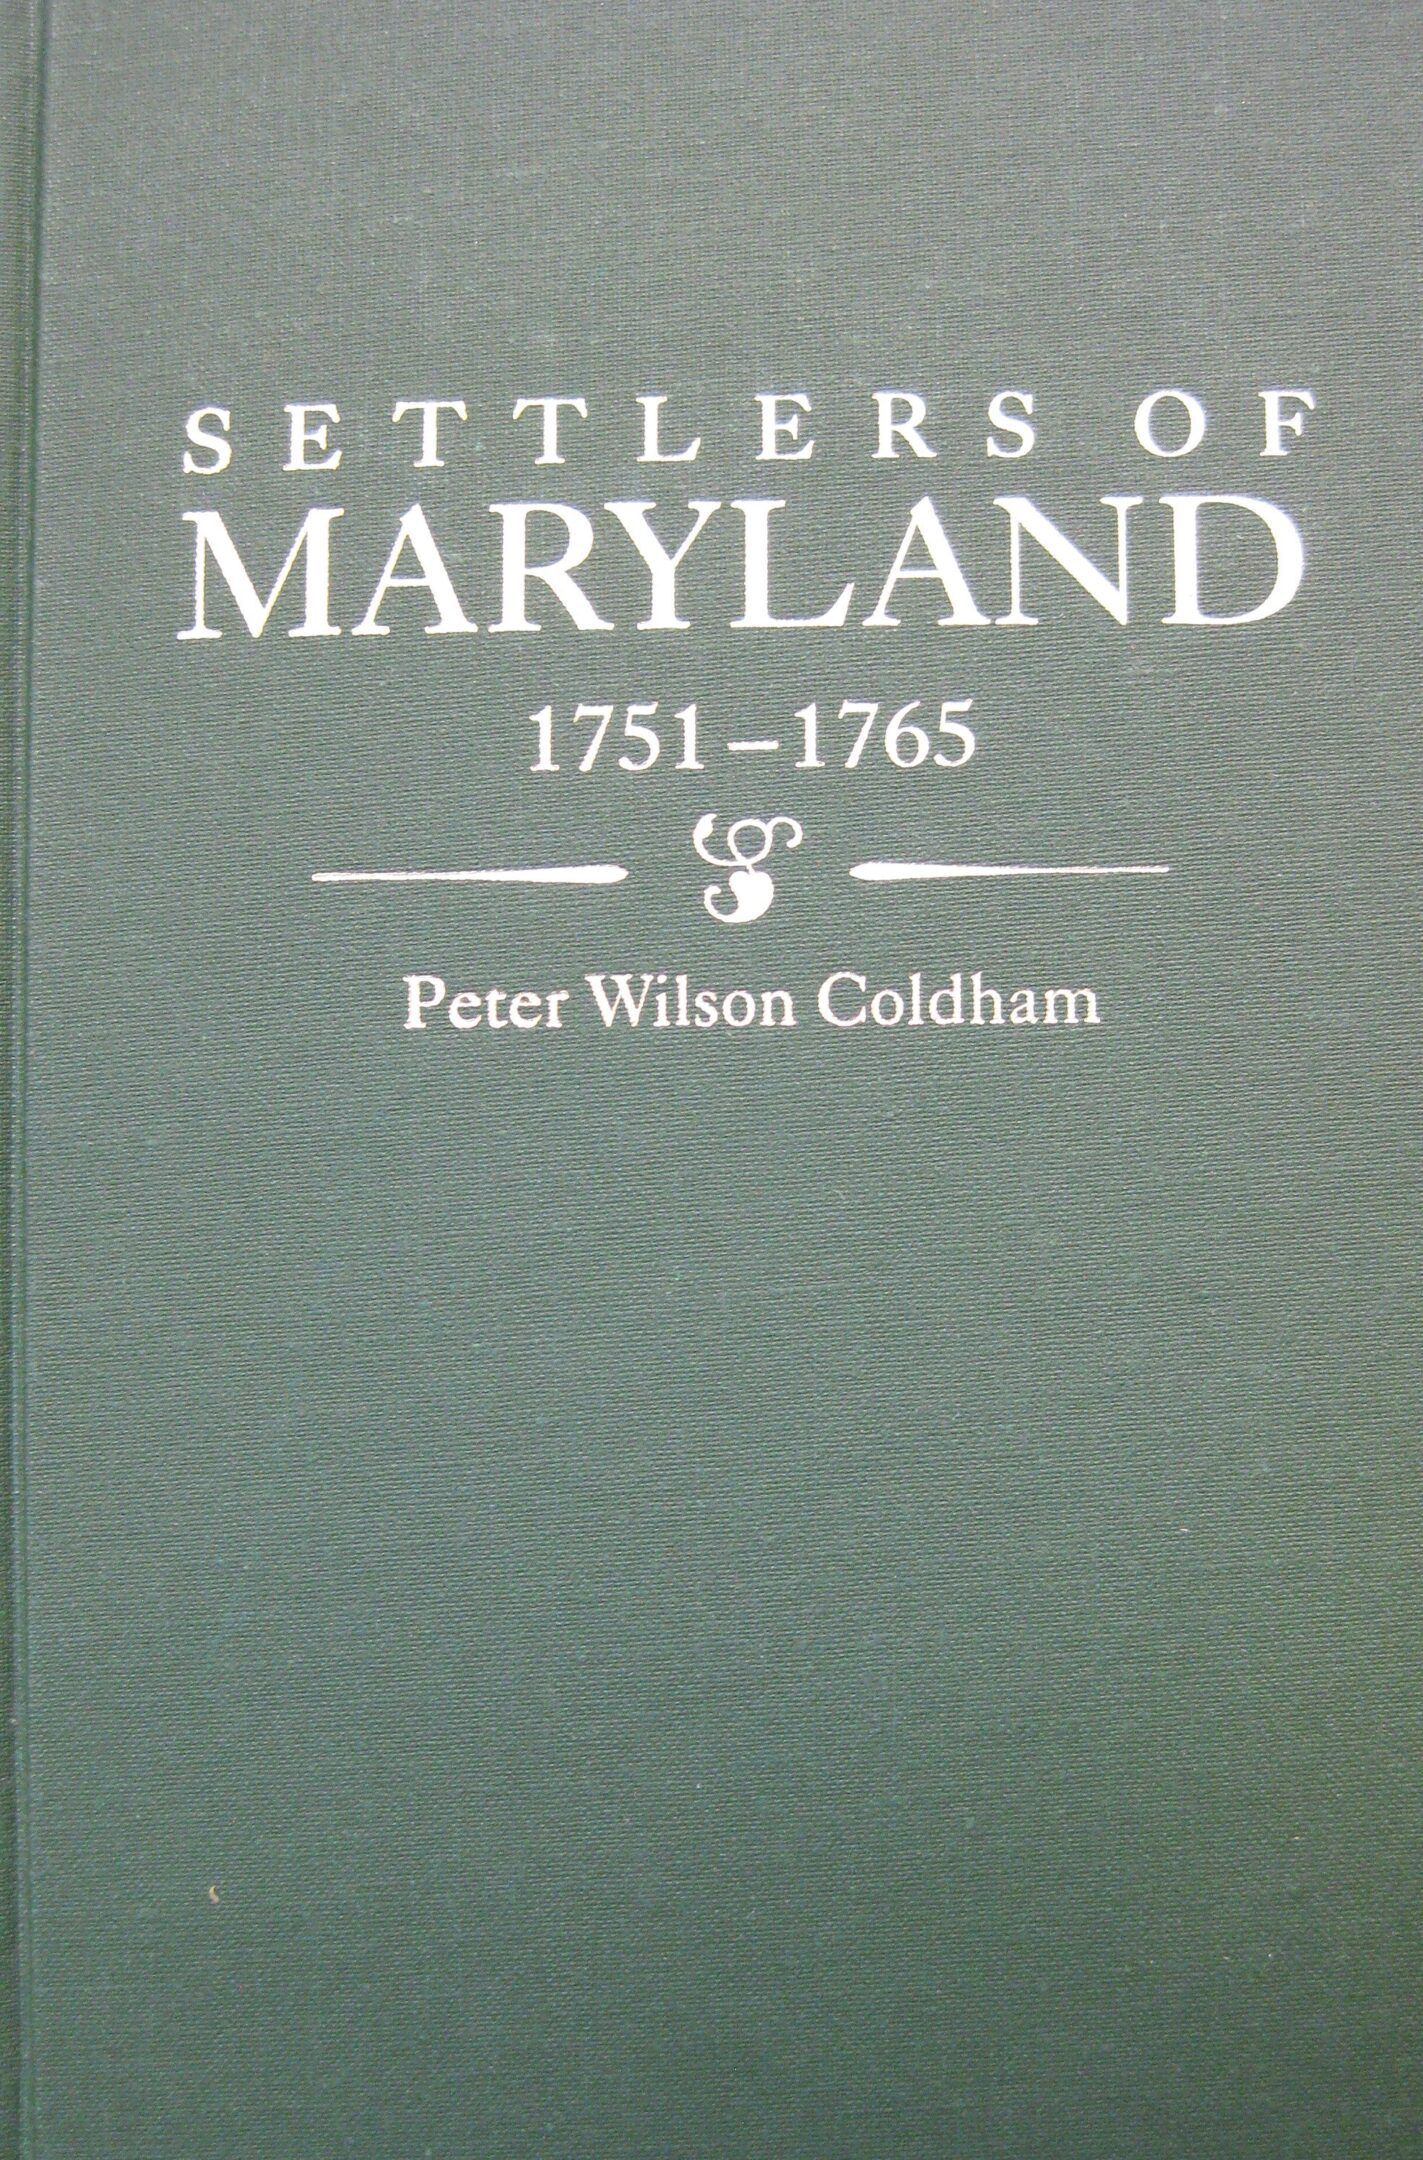 SETTLERS OF
MARYLAND
1751–1765
Peter Wilson Coldham